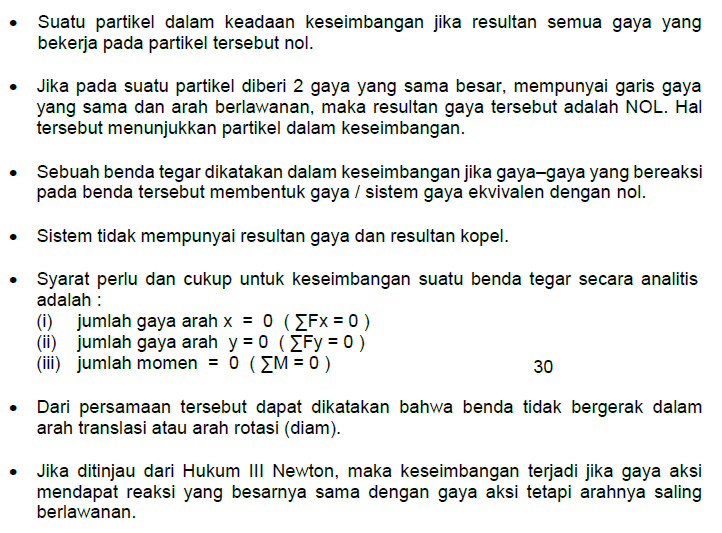 • Suatu partikel dalam keadaan keseimbangan jika resultan semua gaya yang
bekerja pada partikel tersebut nol.
• Jika pada suatu partikel diberi 2 gaya yang sama besar, mempunyai garis gaya
yang sama dan arah berlawanan, maka resultan gaya tersebut adalah NOL. Hal
tersebut menunjukkan partikel dalam keseimbangan.
• Sebuah benda tegar dikatakan dalam keseimbangan jika gaya–gaya yang bereaksi
pada benda tersebut membentuk gaya / sistem gaya ekvivalen dengan nol.
• Sistem tidak mempunyai resultan gaya dan resultan kopel.
• Syarat perlu dan cukup untuk keseimbangan suatu benda tegar secara analitis
adalah :
(i) jumlah gaya arah x = 0 ( ∑Fx = 0 )
(ii) jumlah gaya arah y = 0 ( ∑Fy = 0 )
(iii) jumlah momen = 0 ( ∑M = 0 ) 30
• Dari persamaan tersebut dapat dikatakan bahwa benda tidak bergerak dalam
arah translasi atau arah rotasi (diam).
• Jika ditinjau dari Hukum III Newton, maka keseimbangan terjadi jika gaya aksi
mendapat reaksi yang besarnya sama dengan gaya aksi tetapi arahnya saling
berlawanan.